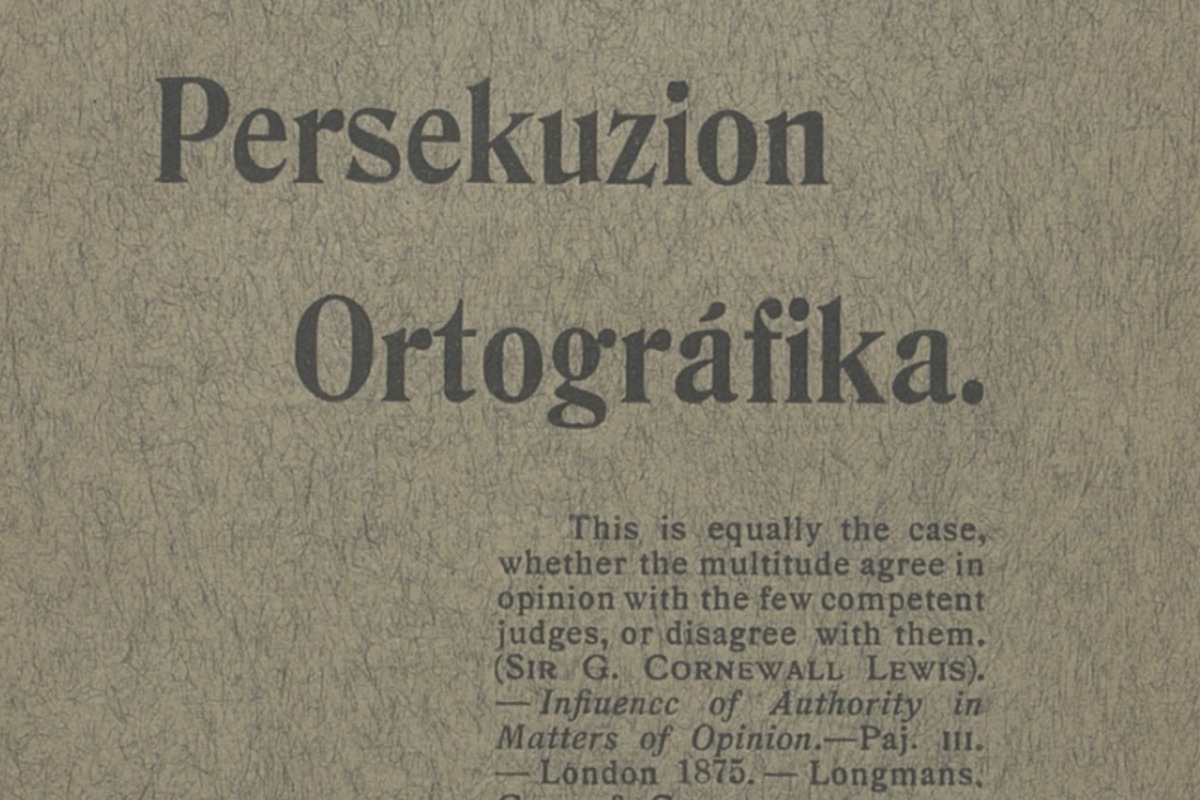 Persekuzion
Ortográfika.
This is equally the case,
whether the multitude agree in
opinion with the few competent
judges, or disagree with them.
(SIR G. CORNEWALL LEWIS).
—Infiuencc of Authority in
Matters of Opinion.—Paj. III.
—London 1875.—Longmans,